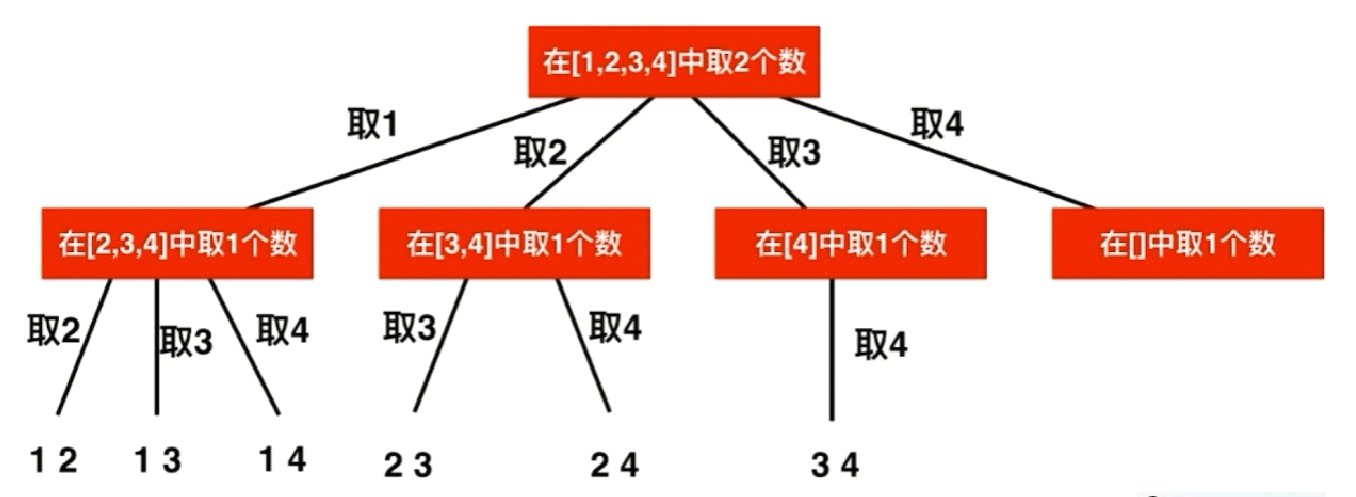 在[1,2,3,4]中取2个数
取1
取2
取3
取4
在[2,3,4]中取1个数
在[3,4]中取1个数
在[4]中取1个数
在[]中取1个数
取2
取3
取4
取3
取4
取4
1 2
1 3
1 4
2 3
2 4
3 4